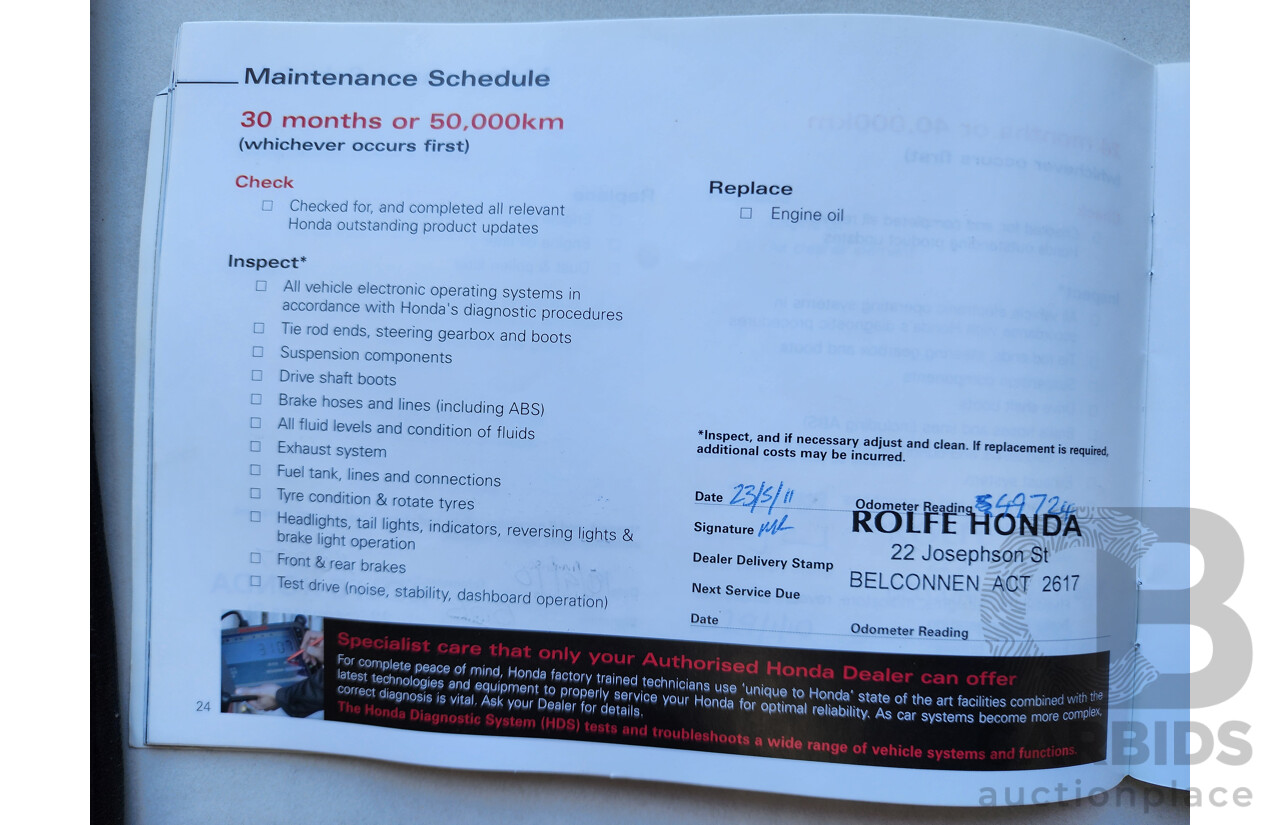 Maintenance Schedule
30 months or 50,000km
(whichever occurs first)
Check
Checked for, and completed all relevant
Honda outstanding product updates
Inspect*
All vehicle electronic operating systems in
accordance with Honda's diagnostic procedures
Tie rod ends, steering gearbox and boots
Suspension components
Drive shaft boots
Brake hoses and lines (including ABS)
All fluid levels and condition of fluids
Exhaust system
Fuel tank, lines and connections
Tyre condition & rotate tyres
Headlights, tail lights, indicators, reversing lights &
brake light operation
Front & rear brakes
Test drive (noise, stability, dashboard operation)
Replace
Engine oil
*Inspect, and if necessary adjust and clean. If replacement is required,
additional costs may be incurred.
Date 23/5/11 Odometer Reading 49724
Signature
ROLFE HONDA
22 Josephson St
BELCONNEN ACT 2617
Dealer Delivery Stamp
Next Service Due
Date Odometer Reading
Specialist care that only your Authorised Honda Dealer can offer
For complete peace of mind, Honda factory trained technicians use 'unique to Honda' state of the art facilities combined with the
latest technologies and equipment to properly service your Honda for optimal reliability. As car systems become more complex,
correct diagnosis is vital. Ask your Dealer for details.
The Honda Diagnostic System (HDS) tests and troubleshoots a wide range of vehicle systems and functions.
24
ALLBIDS
auctionplace